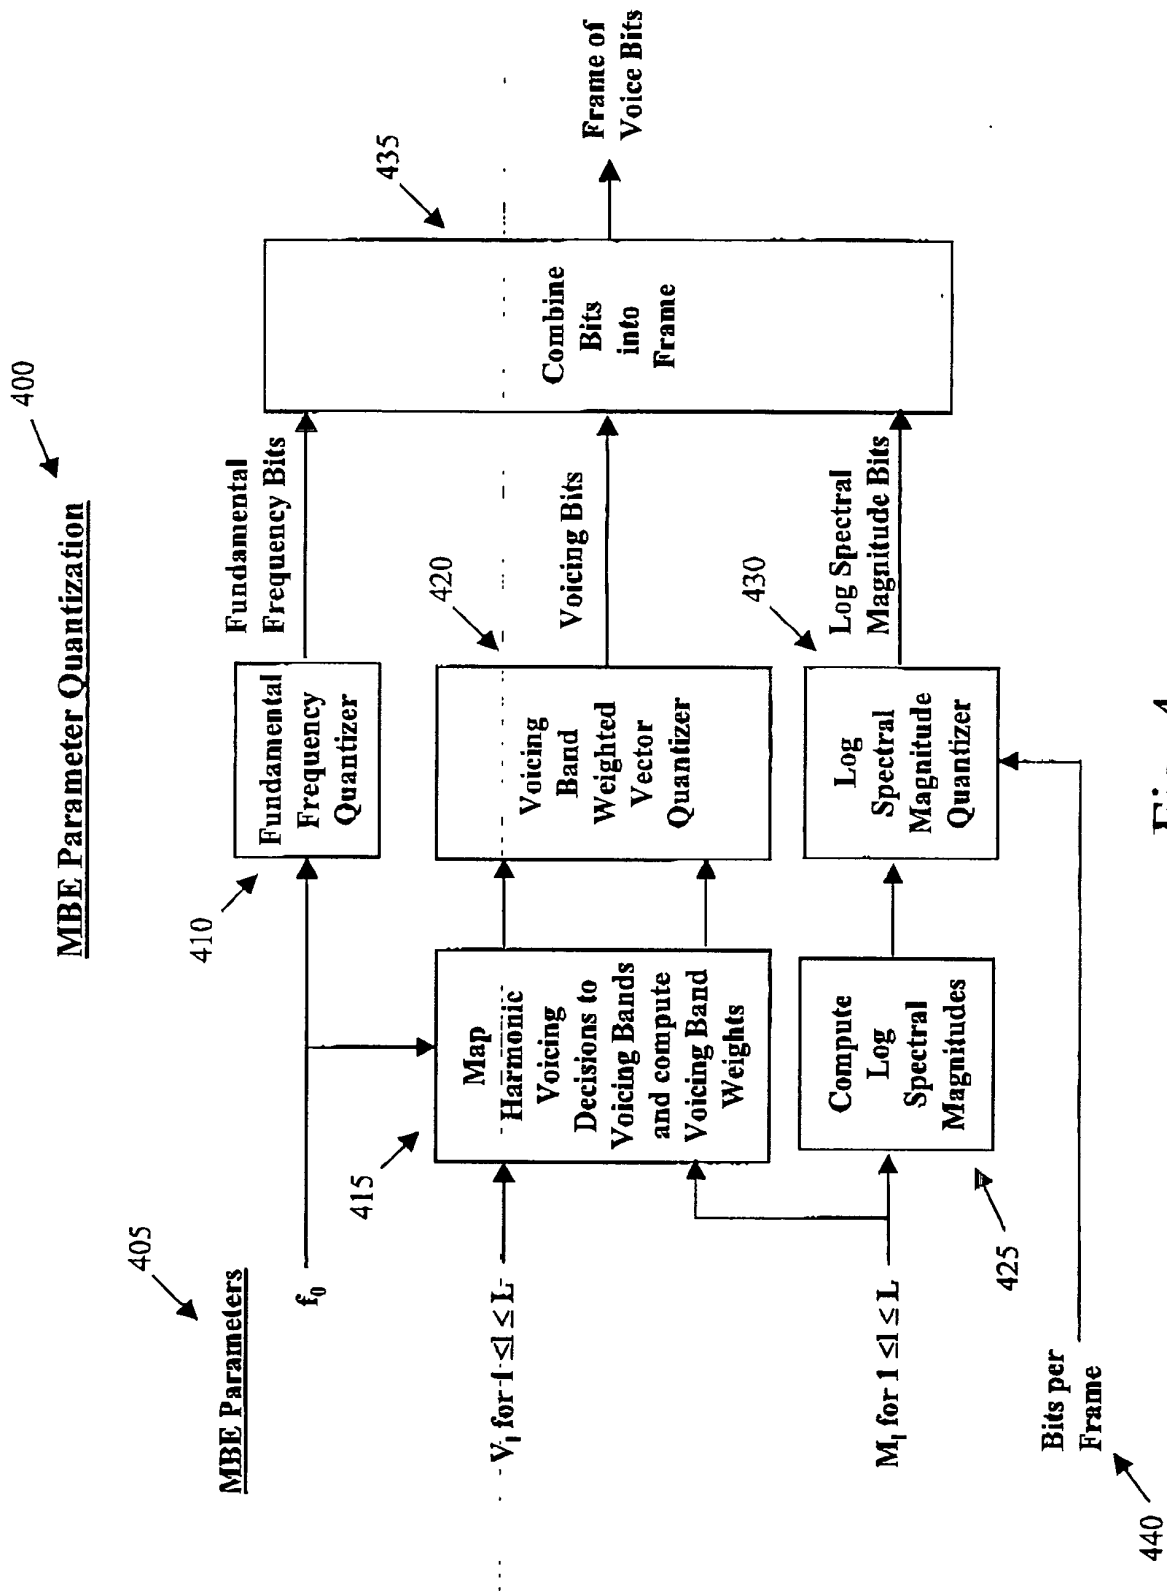 MBE Parameter Quantization
400
MBE Parameters
405
f₀
410
Fundamental
Frequency
Quantizer
Fundamental
Frequency Bits
Vₗ for 1 ≤ l ≤ L
415
Map
Harmonic
Voicing
Decisions to
Voicing Bands
and compute
Voicing Band
Weights
420
Voicing
Band
Weighted
Vector
Quantizer
Voicing Bits
Mₗ for 1 ≤ l ≤ L
425
Compute
Log
Spectral
Magnitudes
430
Log
Spectral
Magnitude
Quantizer
Log Spectral
Magnitude Bits
435
Combine
Bits
into
Frame
Frame of
Voice Bits
Bits per
Frame
440